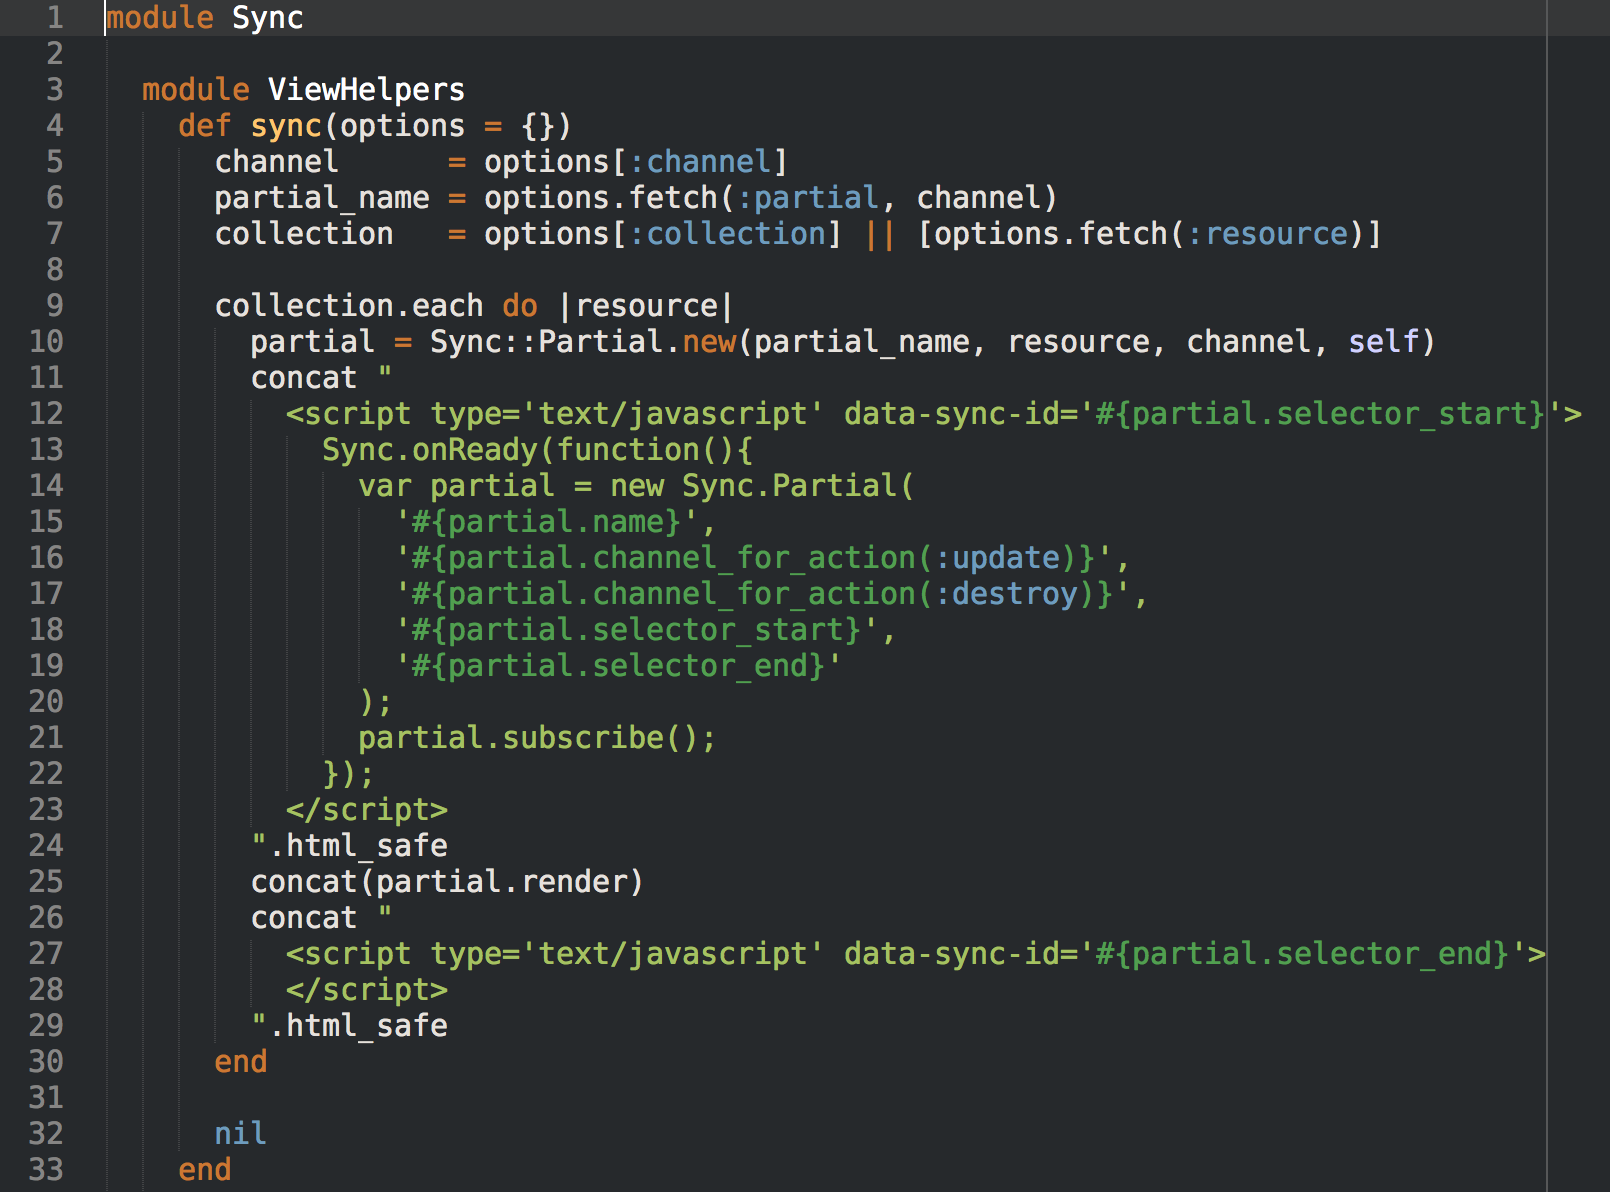 1 module Sync
2
3   module ViewHelpers
4     def sync(options = {})
5       channel      = options[:channel]
6       partial_name = options.fetch(:partial, channel)
7       collection   = options[:collection] || [options.fetch(:resource)]
8
9       collection.each do |resource|
10        partial = Sync::Partial.new(partial_name, resource, channel, self)
11        concat "
12          <script type='text/javascript' data-sync-id='#{partial.selector_start}'>
13            Sync.onReady(function(){
14              var partial = new Sync.Partial(
15                '#{partial.name}',
16                '#{partial.channel_for_action(:update)}',
17                '#{partial.channel_for_action(:destroy)}',
18                '#{partial.selector_start}',
19                '#{partial.selector_end}'
20              );
21              partial.subscribe();
22            });
23          </script>
24        ".html_safe
25        concat(partial.render)
26        concat "
27          <script type='text/javascript' data-sync-id='#{partial.selector_end}'>
28          </script>
29        ".html_safe
30      end
31
32      nil
33    end